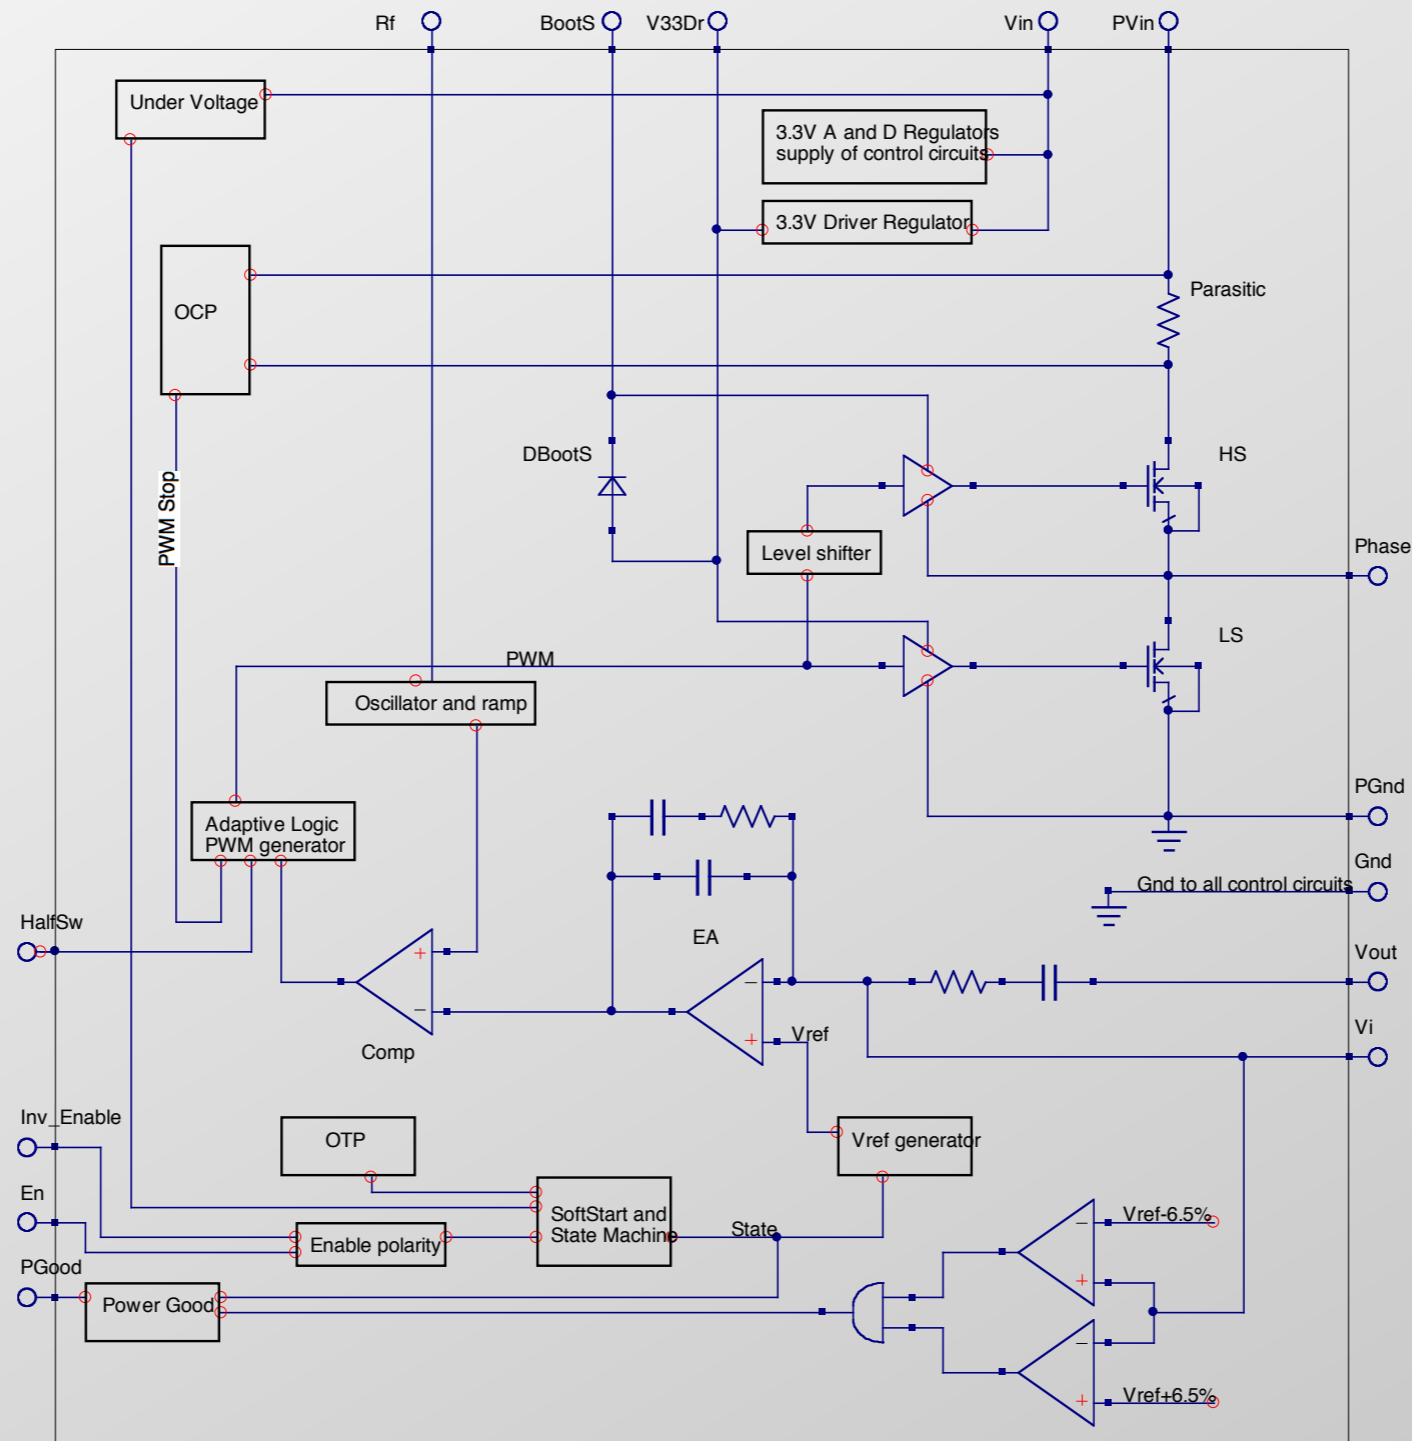 Rf
BootS
V33Dr
Vin
PVin
Under Voltage
3.3V A and D Regulators
supply of control circuits
3.3V Driver Regulator
OCP
Parasitic
DBootS
HS
PWM Stop
Level shifter
Phase
LS
PWM
Oscillator and ramp
PGnd
Adaptive Logic
PWM generator
Gnd
Gnd to all control circuits
HalfSw
EA
+
−
Vout
−
+
Vref
Vi
Comp
Inv_Enable
OTP
Vref generator
En
SoftStart and
State Machine
State
Enable polarity
−
Vref-6.5%
PGood
+
Power Good
−
+
Vref+6.5%